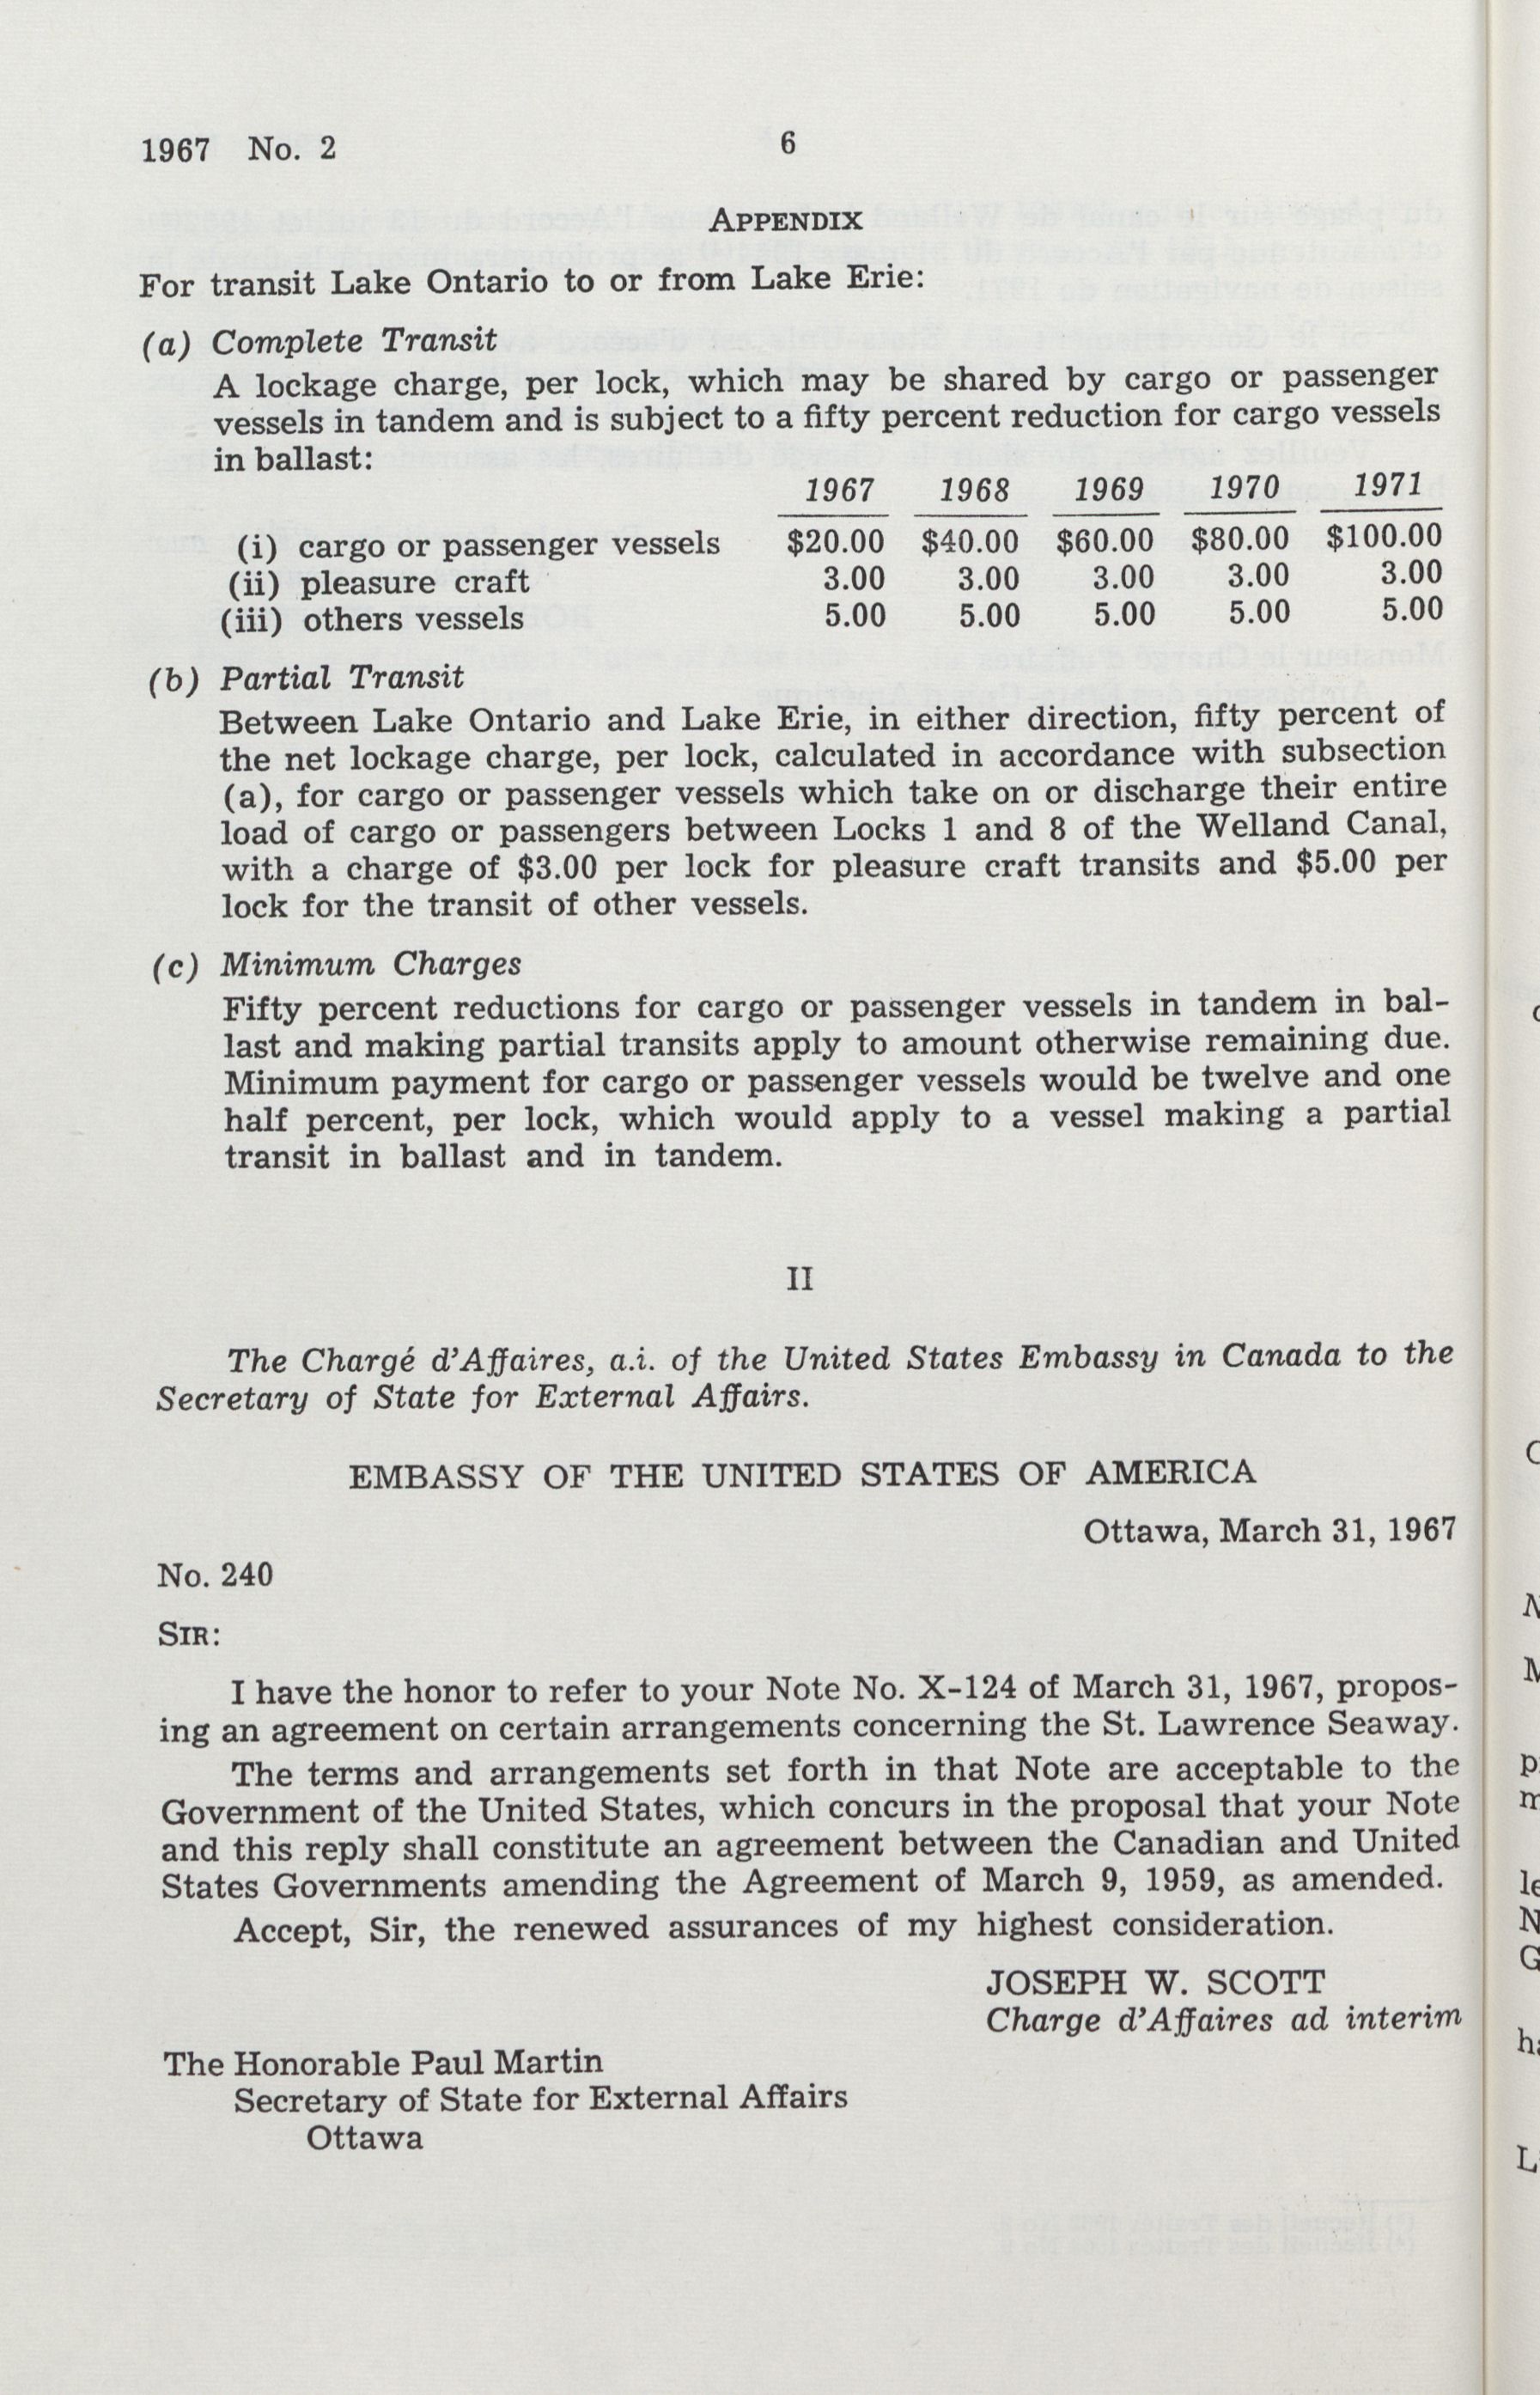 1967 No. 2
6
APPENDIX
For transit Lake Ontario to or from Lake Erie:
(a) Complete Transit
A lockage charge, per lock, which may be shared by cargo or passenger
vessels in tandem and is subject to a fifty percent reduction for cargo vessels
in ballast:
1967 1968 1969 1970 1971
(i) cargo or passenger vessels $20.00 $40.00 $60.00 $80.00 $100.00
(ii) pleasure craft 3.00 3.00 3.00 3.00 3.00
(iii) others vessels 5.00 5.00 5.00 5.00 5.00
(b) Partial Transit
Between Lake Ontario and Lake Erie, in either direction, fifty percent of
the net lockage charge, per lock, calculated in accordance with subsection
(a), for cargo or passenger vessels which take on or discharge their entire
load of cargo or passengers between Locks 1 and 8 of the Welland Canal,
with a charge of $3.00 per lock for pleasure craft transits and $5.00 per
lock for the transit of other vessels.
(c) Minimum Charges
Fifty percent reductions for cargo or passenger vessels in tandem in bal-
last and making partial transits apply to amount otherwise remaining due.
Minimum payment for cargo or passenger vessels would be twelve and one
half percent, per lock, which would apply to a vessel making a partial
transit in ballast and in tandem.
II
The Chargé d'Affaires, a.i. of the United States Embassy in Canada to the
Secretary of State for External Affairs.
EMBASSY OF THE UNITED STATES OF AMERICA
Ottawa, March 31, 1967
No. 240
SIR:
I have the honor to refer to your Note No. X-124 of March 31, 1967, propos-
ing an agreement on certain arrangements concerning the St. Lawrence Seaway.
The terms and arrangements set forth in that Note are acceptable to the
Government of the United States, which concurs in the proposal that your Note
and this reply shall constitute an agreement between the Canadian and United
States Governments amending the Agreement of March 9, 1959, as amended.
Accept, Sir, the renewed assurances of my highest consideration.
JOSEPH W. SCOTT
Charge d'Affaires ad interim
The Honorable Paul Martin
Secretary of State for External Affairs
Ottawa